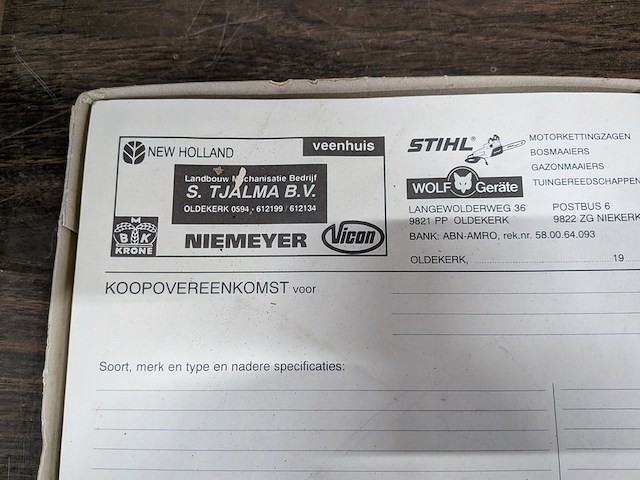 NEW HOLLAND
veenhuis
Landbouw Mechanisatie Bedrijf
S. TJALMA B.V.
OLDEKERK 0594 - 612199 / 612134
M
B K
KRONE
NIEMEYER
Vicon
STIHL®
MOTORKETTINGZAGEN
BOSMAAIERS
GAZONMAAIERS
TUINGEREEDSCHAPPEN
WOLF Geräte
LANGEWOLDERWEG 36
9821 PP OLDEKERK
POSTBUS 6
9822 ZG NIEKER
BANK: ABN-AMRO, rek.nr. 58.00.64.093
OLDEKERK, 19
KOOPOVEREENKOMST voor
Soort, merk en type en nadere specificaties: